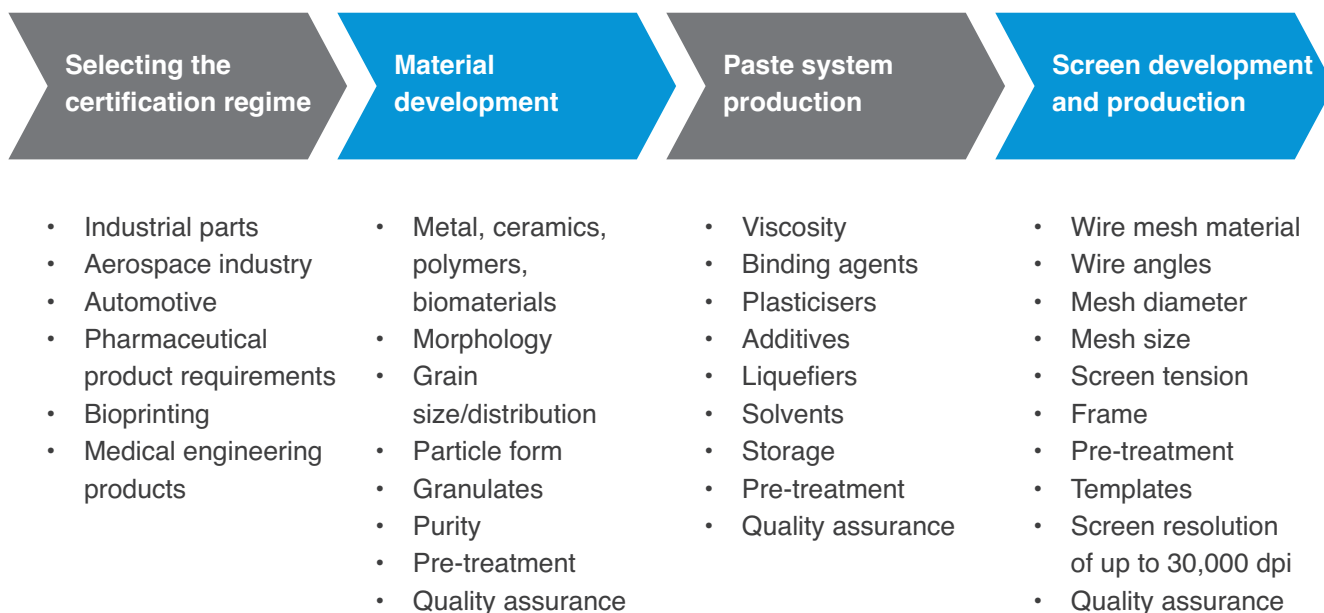 Selecting the
certification regime
Material
development
Paste system
production
Screen development
and production
• Industrial parts
• Aerospace industry
• Automotive
• Pharmaceutical
product requirements
• Bioprinting
• Medical engineering
products
• Metal, ceramics,
polymers,
biomaterials
• Morphology
• Grain
size/distribution
• Particle form
• Granulates
• Purity
• Pre-treatment
• Quality assurance
• Viscosity
• Binding agents
• Plasticisers
• Additives
• Liquefiers
• Solvents
• Storage
• Pre-treatment
• Quality assurance
• Wire mesh material
• Wire angles
• Mesh diameter
• Mesh size
• Screen tension
• Frame
• Pre-treatment
• Templates
• Screen resolution
of up to 30,000 dpi
• Quality assurance